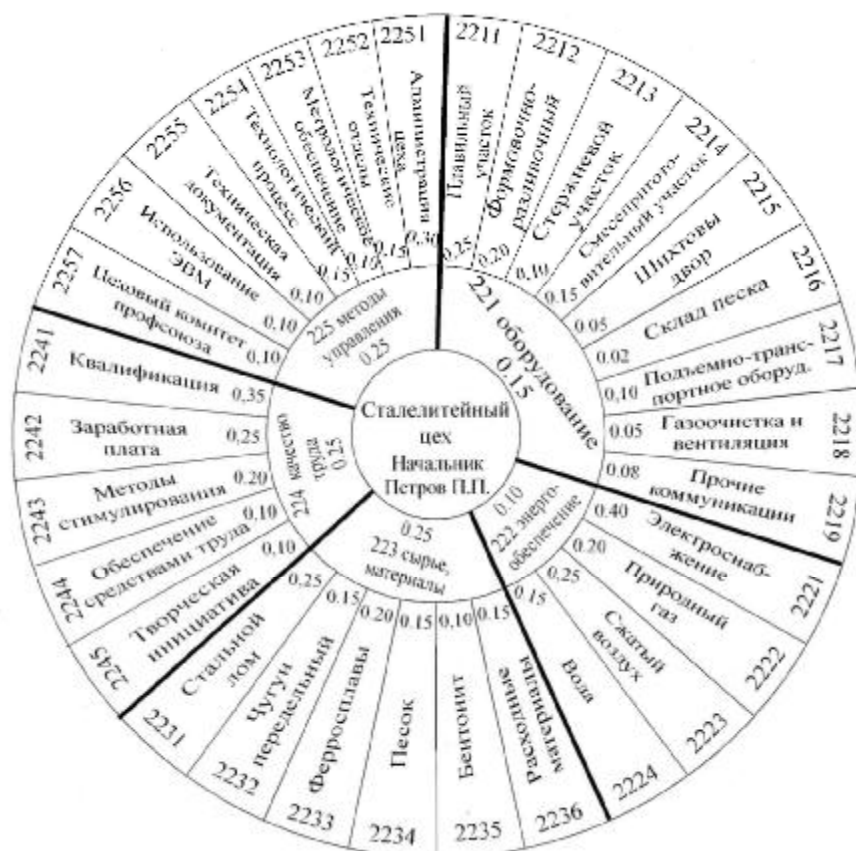 Сталелитейный
цех
Начальник
Петров П.П.
221 оборудование
0.15
2211
Плавильный
участок
0.25
2212
Формовочно-
разливочный
0.20
2213
Стержневой
участок
0.10
2214
Смесепригото-
вительный участок
0.15
2215
Шихтовы
двор
0.05
2216
Склад песка
0.02
2217
Подъемно-транс-
портное оборуд.
0,10
2218
Газоочистка и
вентиляция
0.05
2219
Прочие
коммуникации
0.08
0.10
222 энерго-
обеспечение
2221
Электроснаб-
жение
0.40
2222
Природный
газ
0.20
2223
Сжатый
воздух
0.25
2224
Вода
0.15
0.25
223 сырье,
материалы
2236
Расходные
материалы
0.15
2235
Бентонит
0,10
2234
Песок
0.15
2233
Ферросплавы
0.20
2232
Чугун
передельный
0.15
2231
Стальной
лом
0,25
224 качество
труда
0.25
2245
Творческая
инициатива
0.10
2244
Обеспечение
средствами труда
0.10
2243
Методы
стимулирования
0.20
2242
Заработная
плата
0,25
2241
Квалификация
0,35
225 методы
управления
0.25
2257
Цеховый комитет
профсоюза
0,10
2256
Использование
ЭВМ
0,10
2255
Техническая
документация
0,10
2254
Технологический
процесс
0.15
2253
Метрологическое
обеспечение
0.10
2252
Технические
отделы
0.15
2251
Администрация
цеха
0,30